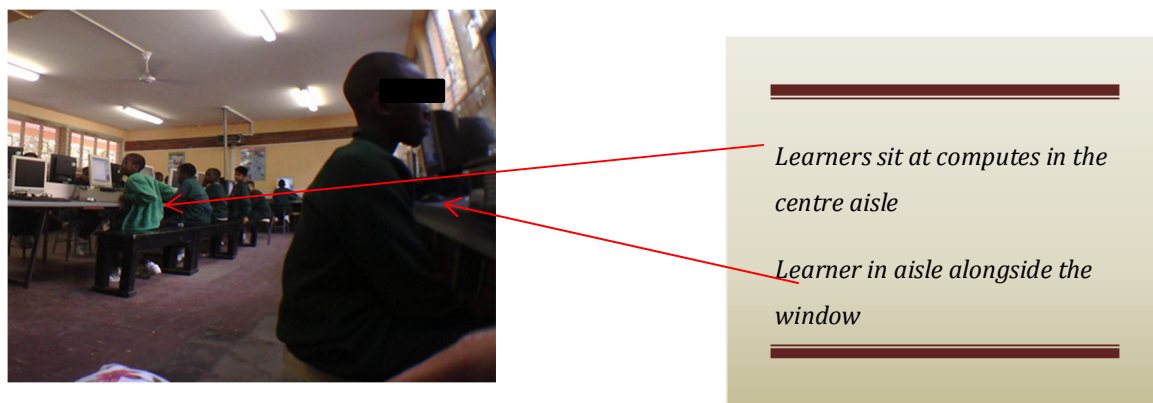 Learners sit at computes in the
centre aisle
Learner in aisle alongside the
window